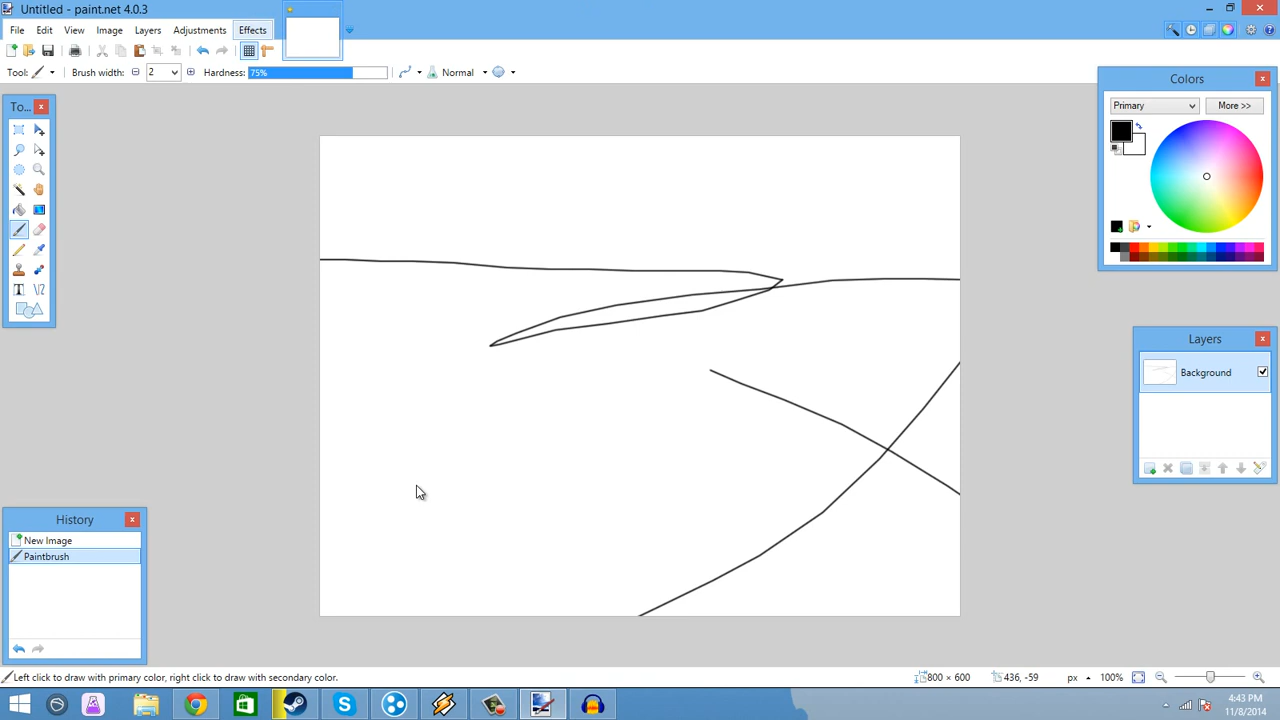 Untitled - paint.net 4.0.3
File Edit View Image Layers Adjustments Effects
Tool: Brush width: 2 Hardness: 75% Normal
To...
Colors
Primary More >>
Layers
Background
History
New Image
Paintbrush
Left click to draw with primary color, right click to draw with secondary color. 800 × 600 436, -59 px 100%
4:43 PM
11/8/2014